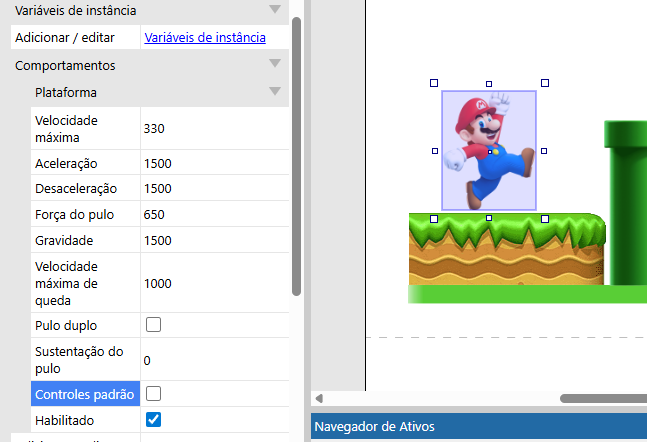 Variáveis de instância
Adicionar / editar Variáveis de instância
Comportamentos
Plataforma
Velocidade
máxima 330
Aceleração 1500
Desaceleração 1500
Força do pulo 650
Gravidade 1500
Velocidade
máxima de
queda 1000
Pulo duplo
Sustentação do
pulo 0
Controles padrão
Habilitado
M
Navegador de Ativos